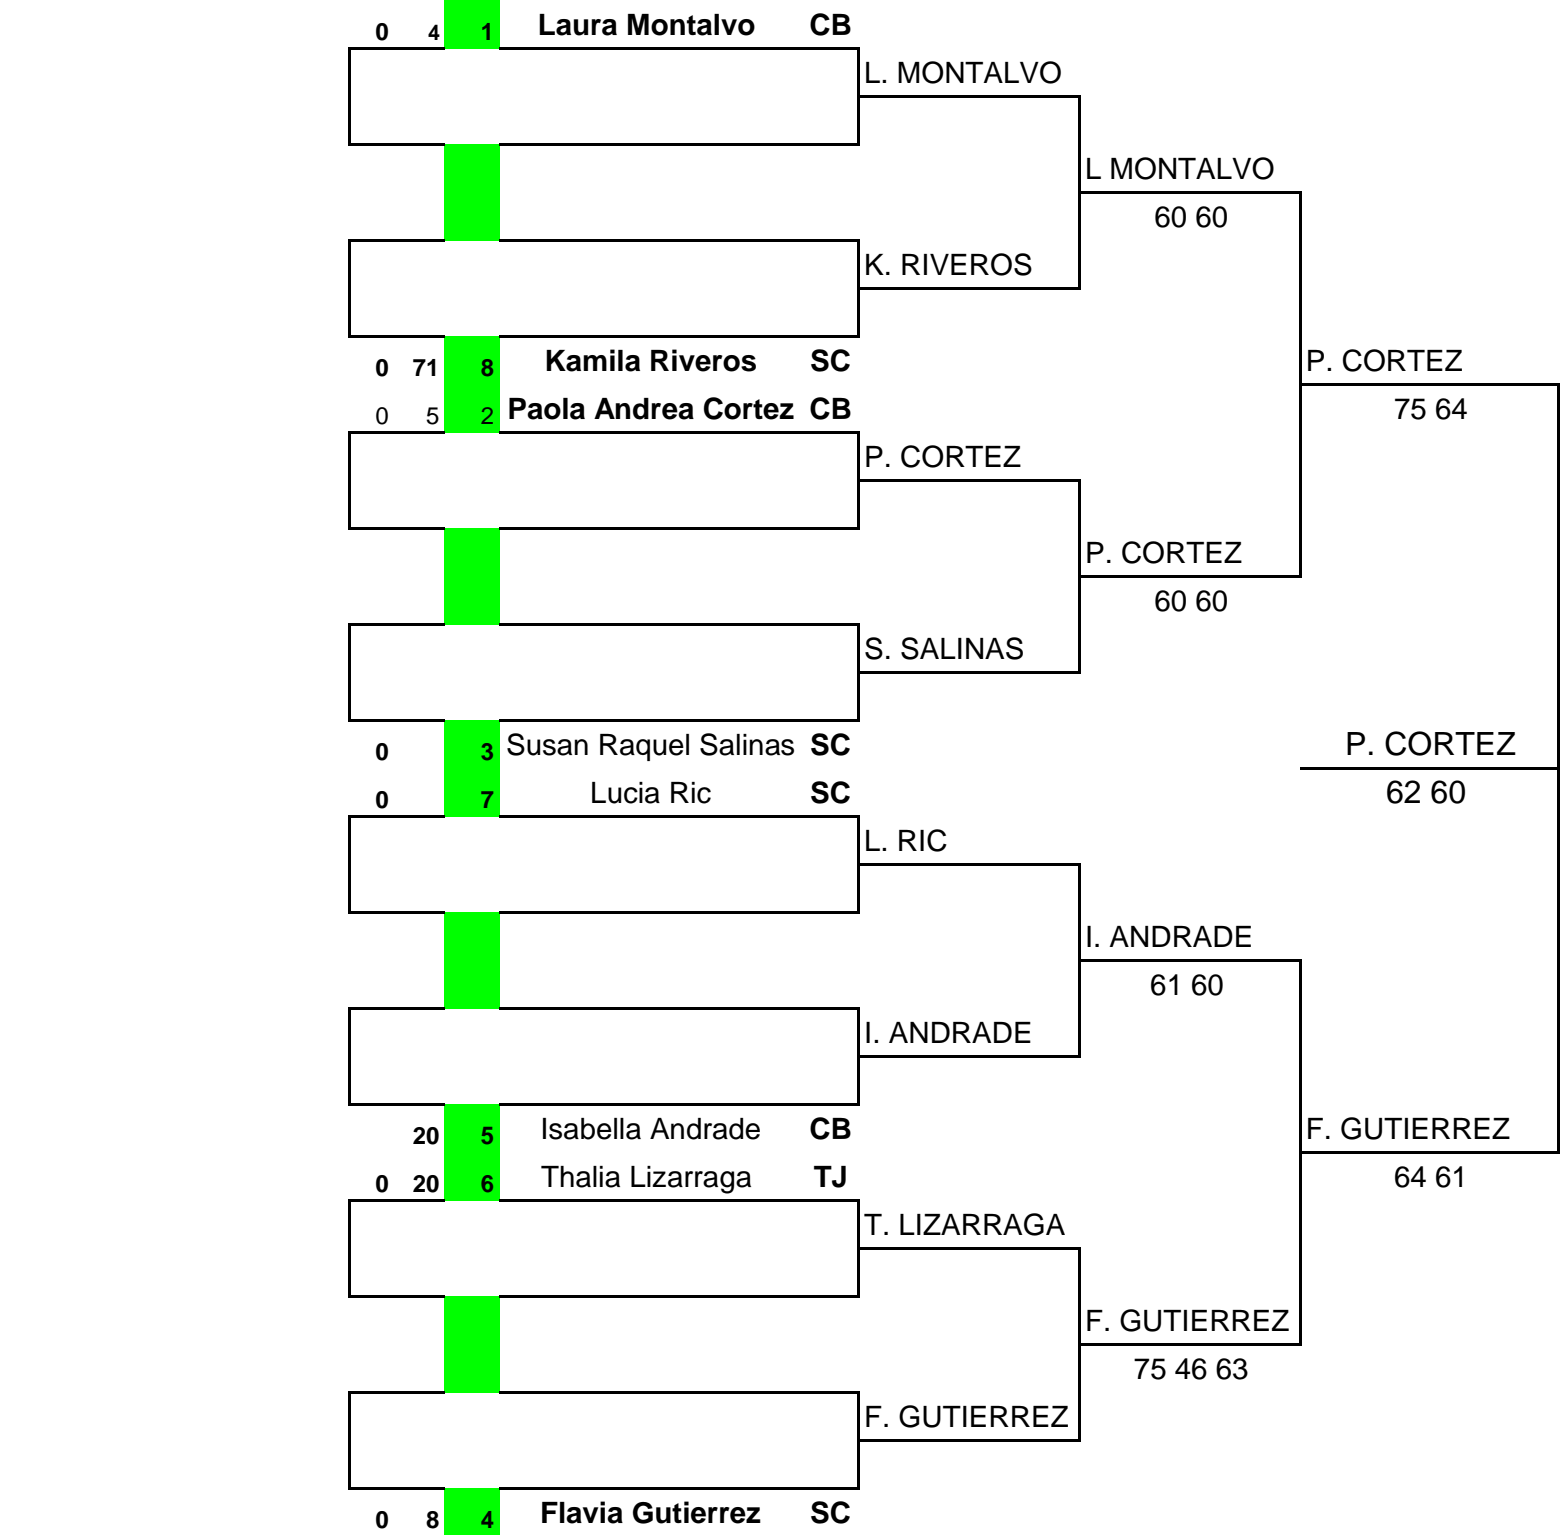 0 4 1 Laura Montalvo CB
L. MONTALVO
L MONTALVO
60 60
K. RIVEROS
0 71 8 Kamila Riveros SC
P. CORTEZ
0 5 2 Paola Andrea Cortez CB
75 64
P. CORTEZ
P. CORTEZ
60 60
S. SALINAS
0 3 Susan Raquel Salinas SC
P. CORTEZ
0 7 Lucia Ric SC
62 60
L. RIC
I. ANDRADE
61 60
I. ANDRADE
20 5 Isabella Andrade CB
F. GUTIERREZ
0 20 6 Thalia Lizarraga TJ
64 61
T. LIZARRAGA
F. GUTIERREZ
75 46 63
F. GUTIERREZ
0 8 4 Flavia Gutierrez SC